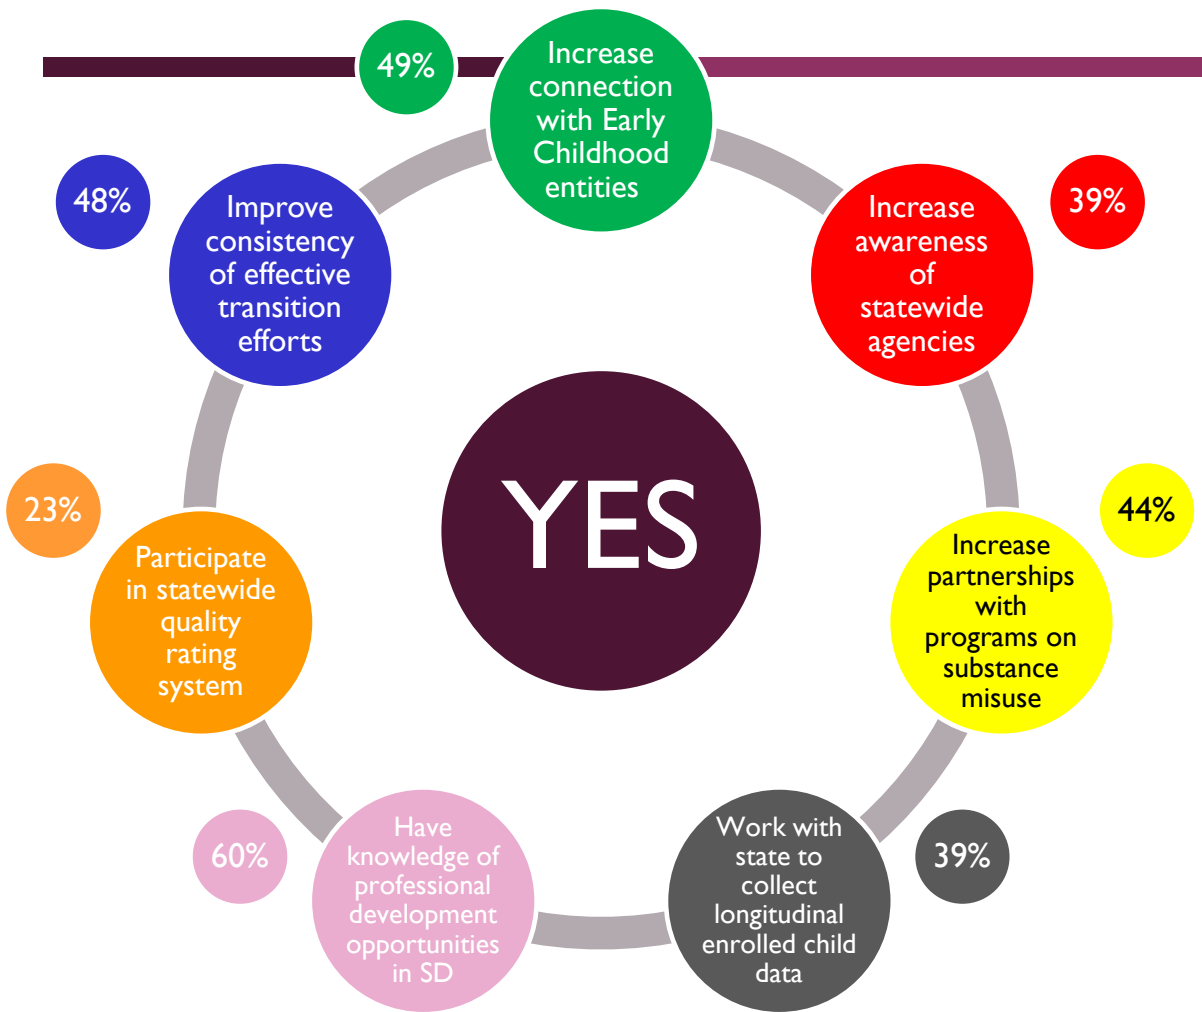 49%
Increase
connection
with Early
Childhood
entities
39%
Increase
awareness
of
statewide
agencies
44%
Increase
partnerships
with
programs on
substance
misuse
39%
Work with
state to
collect
longitudinal
enrolled child
data
60%
Have
knowledge of
professional
development
opportunities
in SD
23%
Participate
in statewide
quality
rating
system
48%
Improve
consistency
of effective
transition
efforts
YES